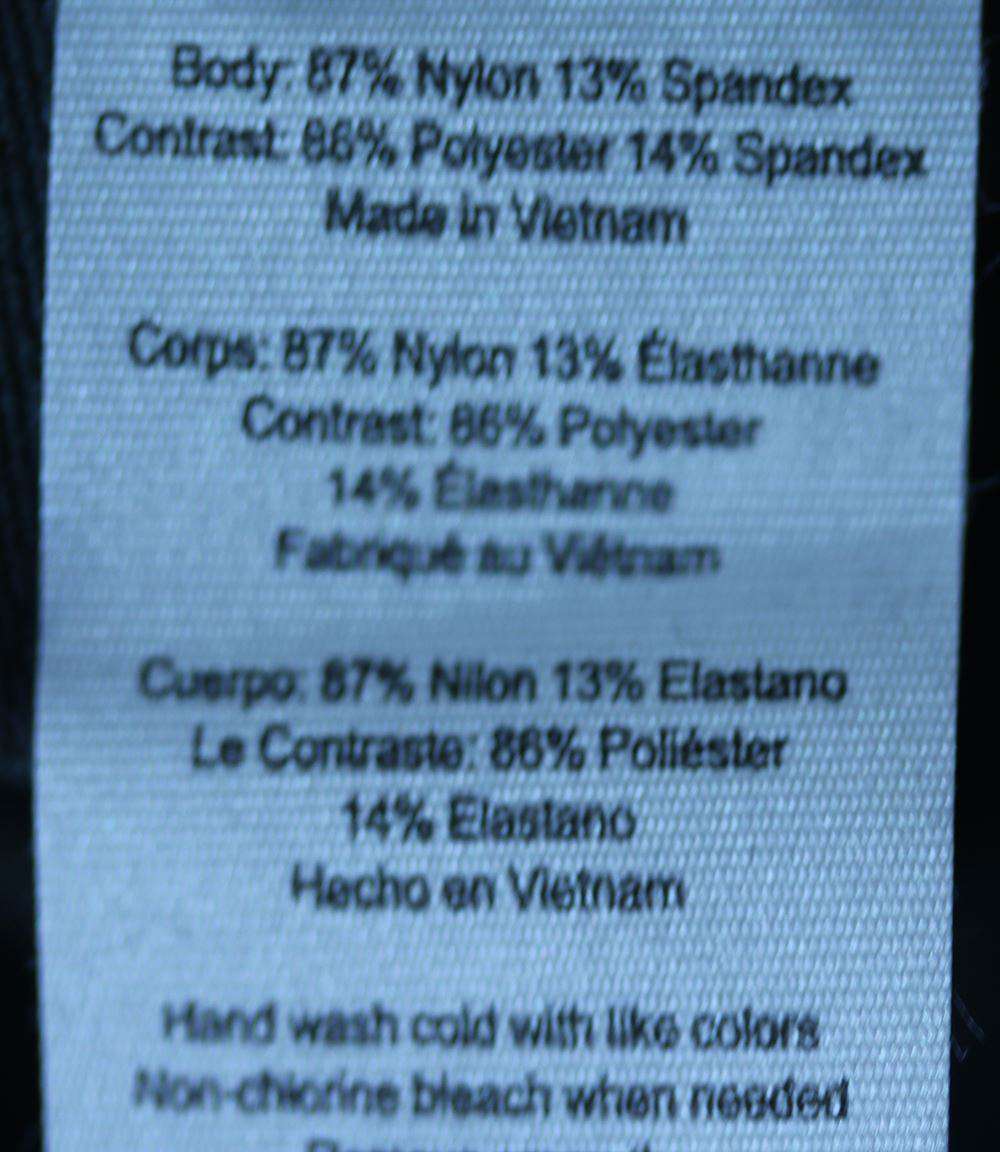 Body: 87% Nylon 13% Spandex
Contrast: 86% Polyester 14% Spandex
Made in Vietnam
Corps: 87% Nylon 13% Élasthanne
Contrast: 86% Polyester
14% Élasthanne
Fabriqué au Viêtnam
Cuerpo: 87% Nilon 13% Elastano
Le Contraste: 86% Poliéster
14% Elastano
Hecho en Vietnam
Hand wash cold with like colors
Non-chlorine bleach when needed